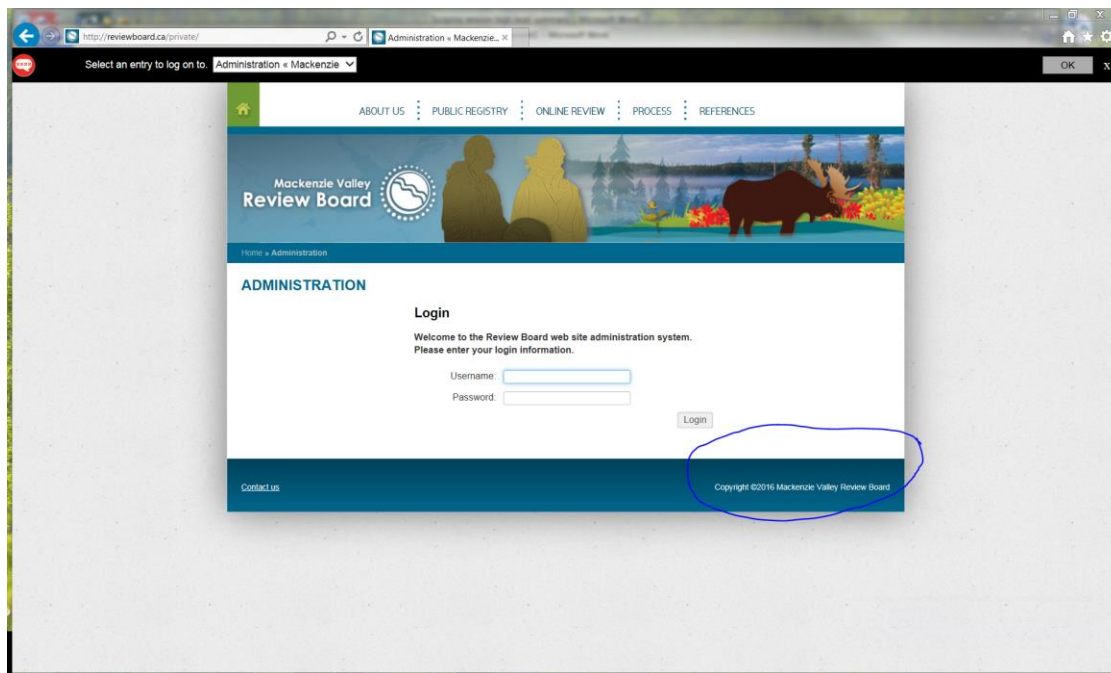 http://reviewboard.ca/private/
Administration « Mackenzie...
Select an entry to log on to. Administration « Mackenzie
OK x
ABOUT US PUBLIC REGISTRY ONLINE REVIEW PROCESS REFERENCES
Mackenzie Valley
Review Board
Home » Administration
ADMINISTRATION
Login
Welcome to the Review Board web site administration system.
Please enter your login information.
Username:
Password:
Login
Contact us Copyright ©2016 Mackenzie Valley Review Board